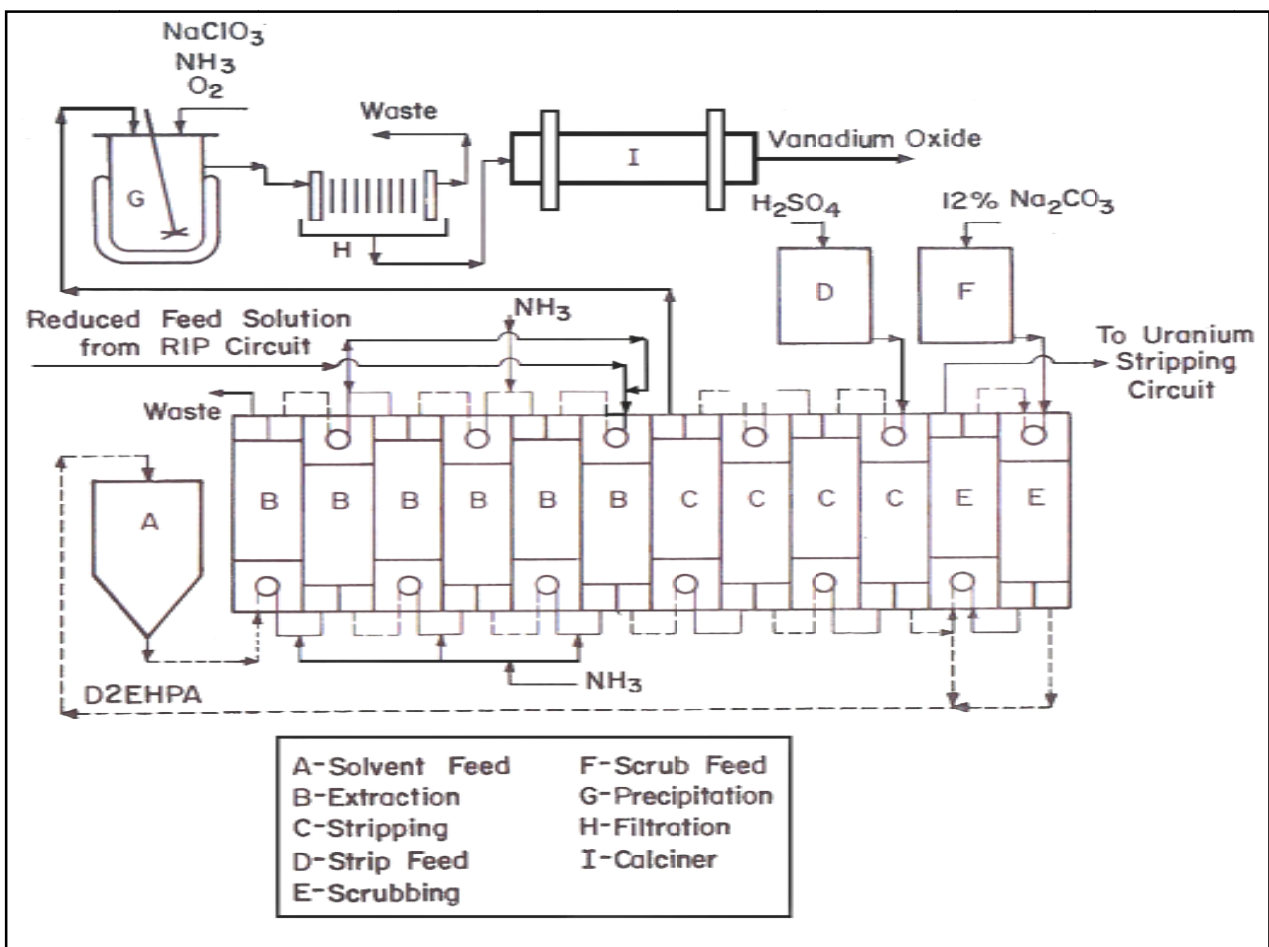 NaClO3
NH3
O2
Waste
Vanadium Oxide
I
G
H
H2SO4
12% Na2CO3
D
F
NH3
Reduced Feed Solution
from RIP Circuit
To Uranium
Stripping
Circuit
Waste
A
B
B
B
B
B
B
C
C
C
C
E
E
NH3
D2EHPA
A-Solvent Feed
B-Extraction
C-Stripping
D-Strip Feed
E-Scrubbing
F-Scrub Feed
G-Precipitation
H-Filtration
I-Calciner